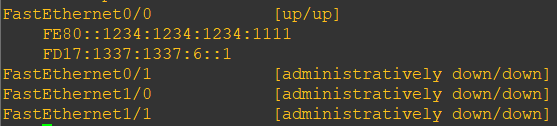 FastEthernet0/0 [up/up]
FE80::1234:1234:1234:1111
FD17:1337:1337:6::1
FastEthernet0/1 [administratively down/down]
FastEthernet1/0 [administratively down/down]
FastEthernet1/1 [administratively down/down]